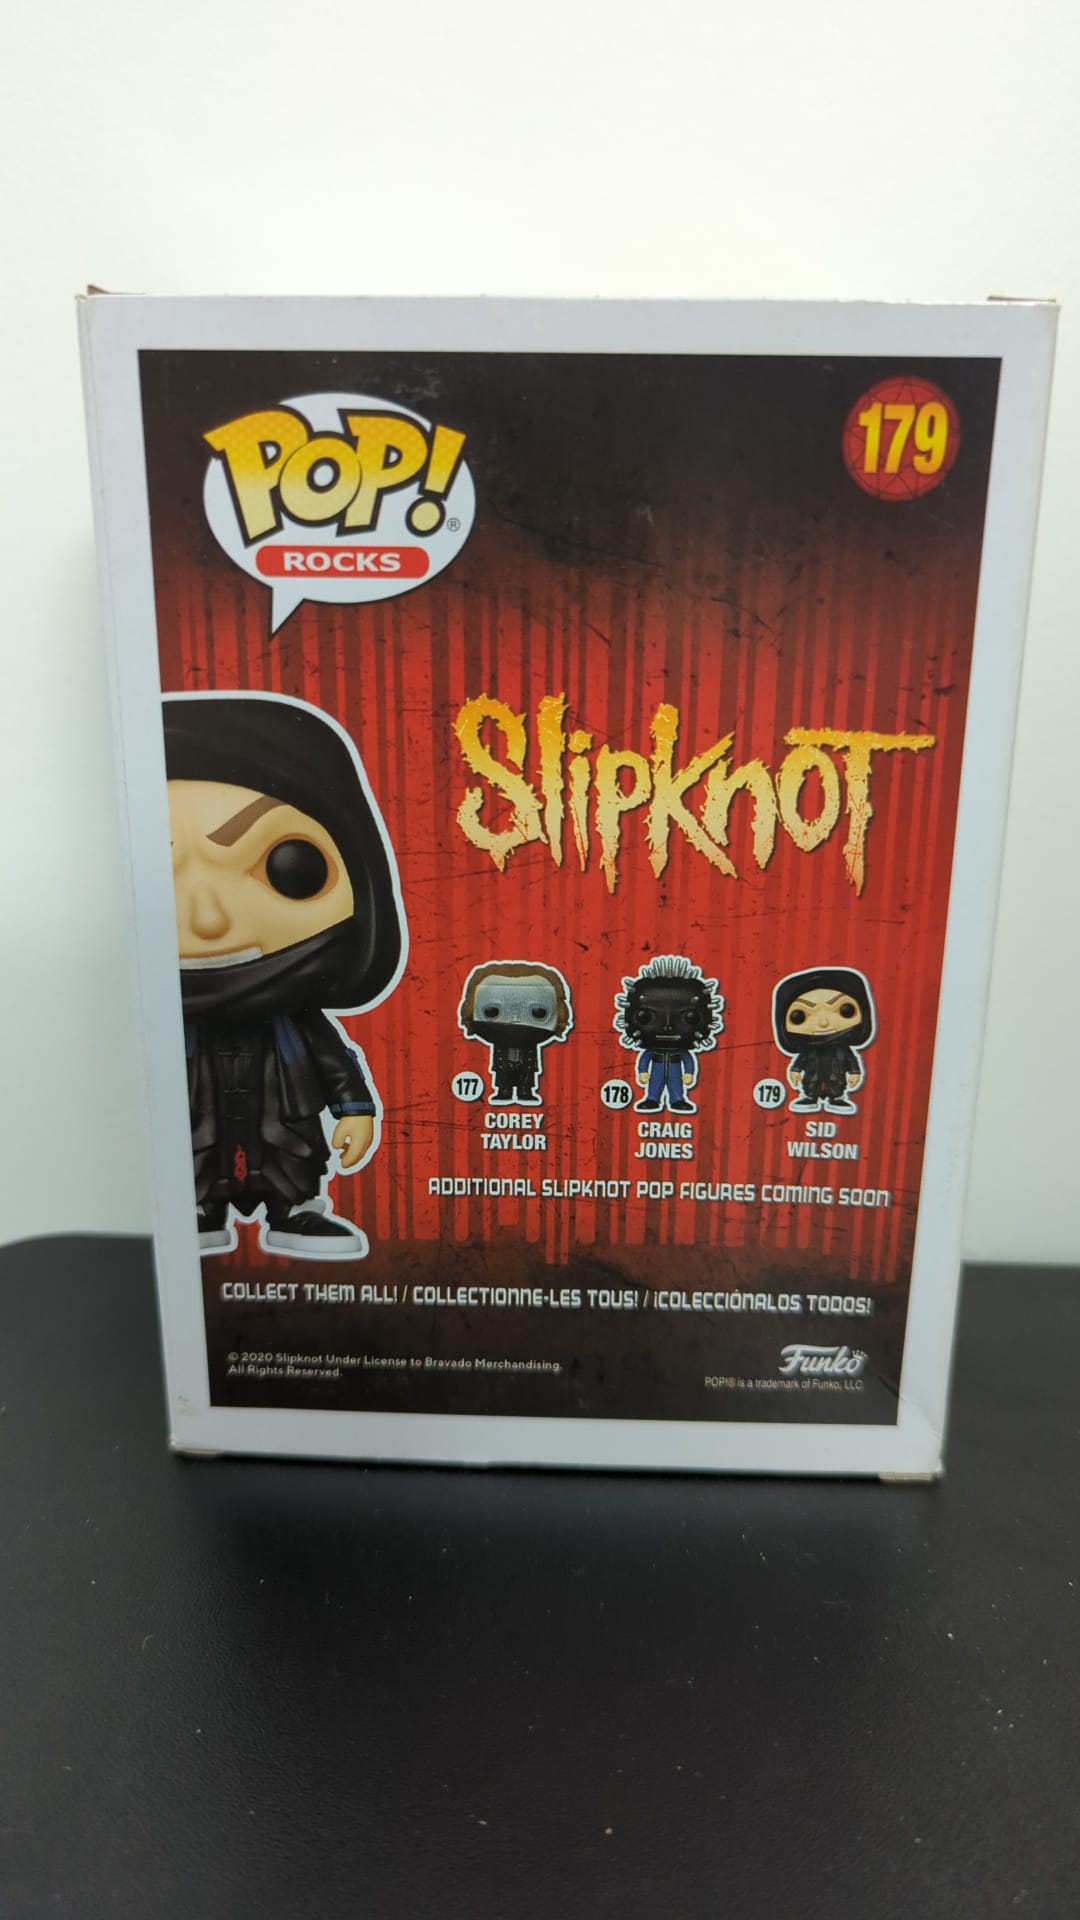 POP!®
ROCKS
179
SlipknoT
177
COREY
TAYLOR
178
CRAIG
JONES
179
SID
WILSON
ADDITIONAL SLIPKNOT POP FIGURES COMING SOON
COLLECT THEM ALL! / COLLECTIONNE-LES TOUS! / ¡COLECCIÓNALOS TODOS!
© 2020 Slipknot Under License to Bravado Merchandising.
All Rights Reserved.
Funko
POP!® is a trademark of Funko, LLC